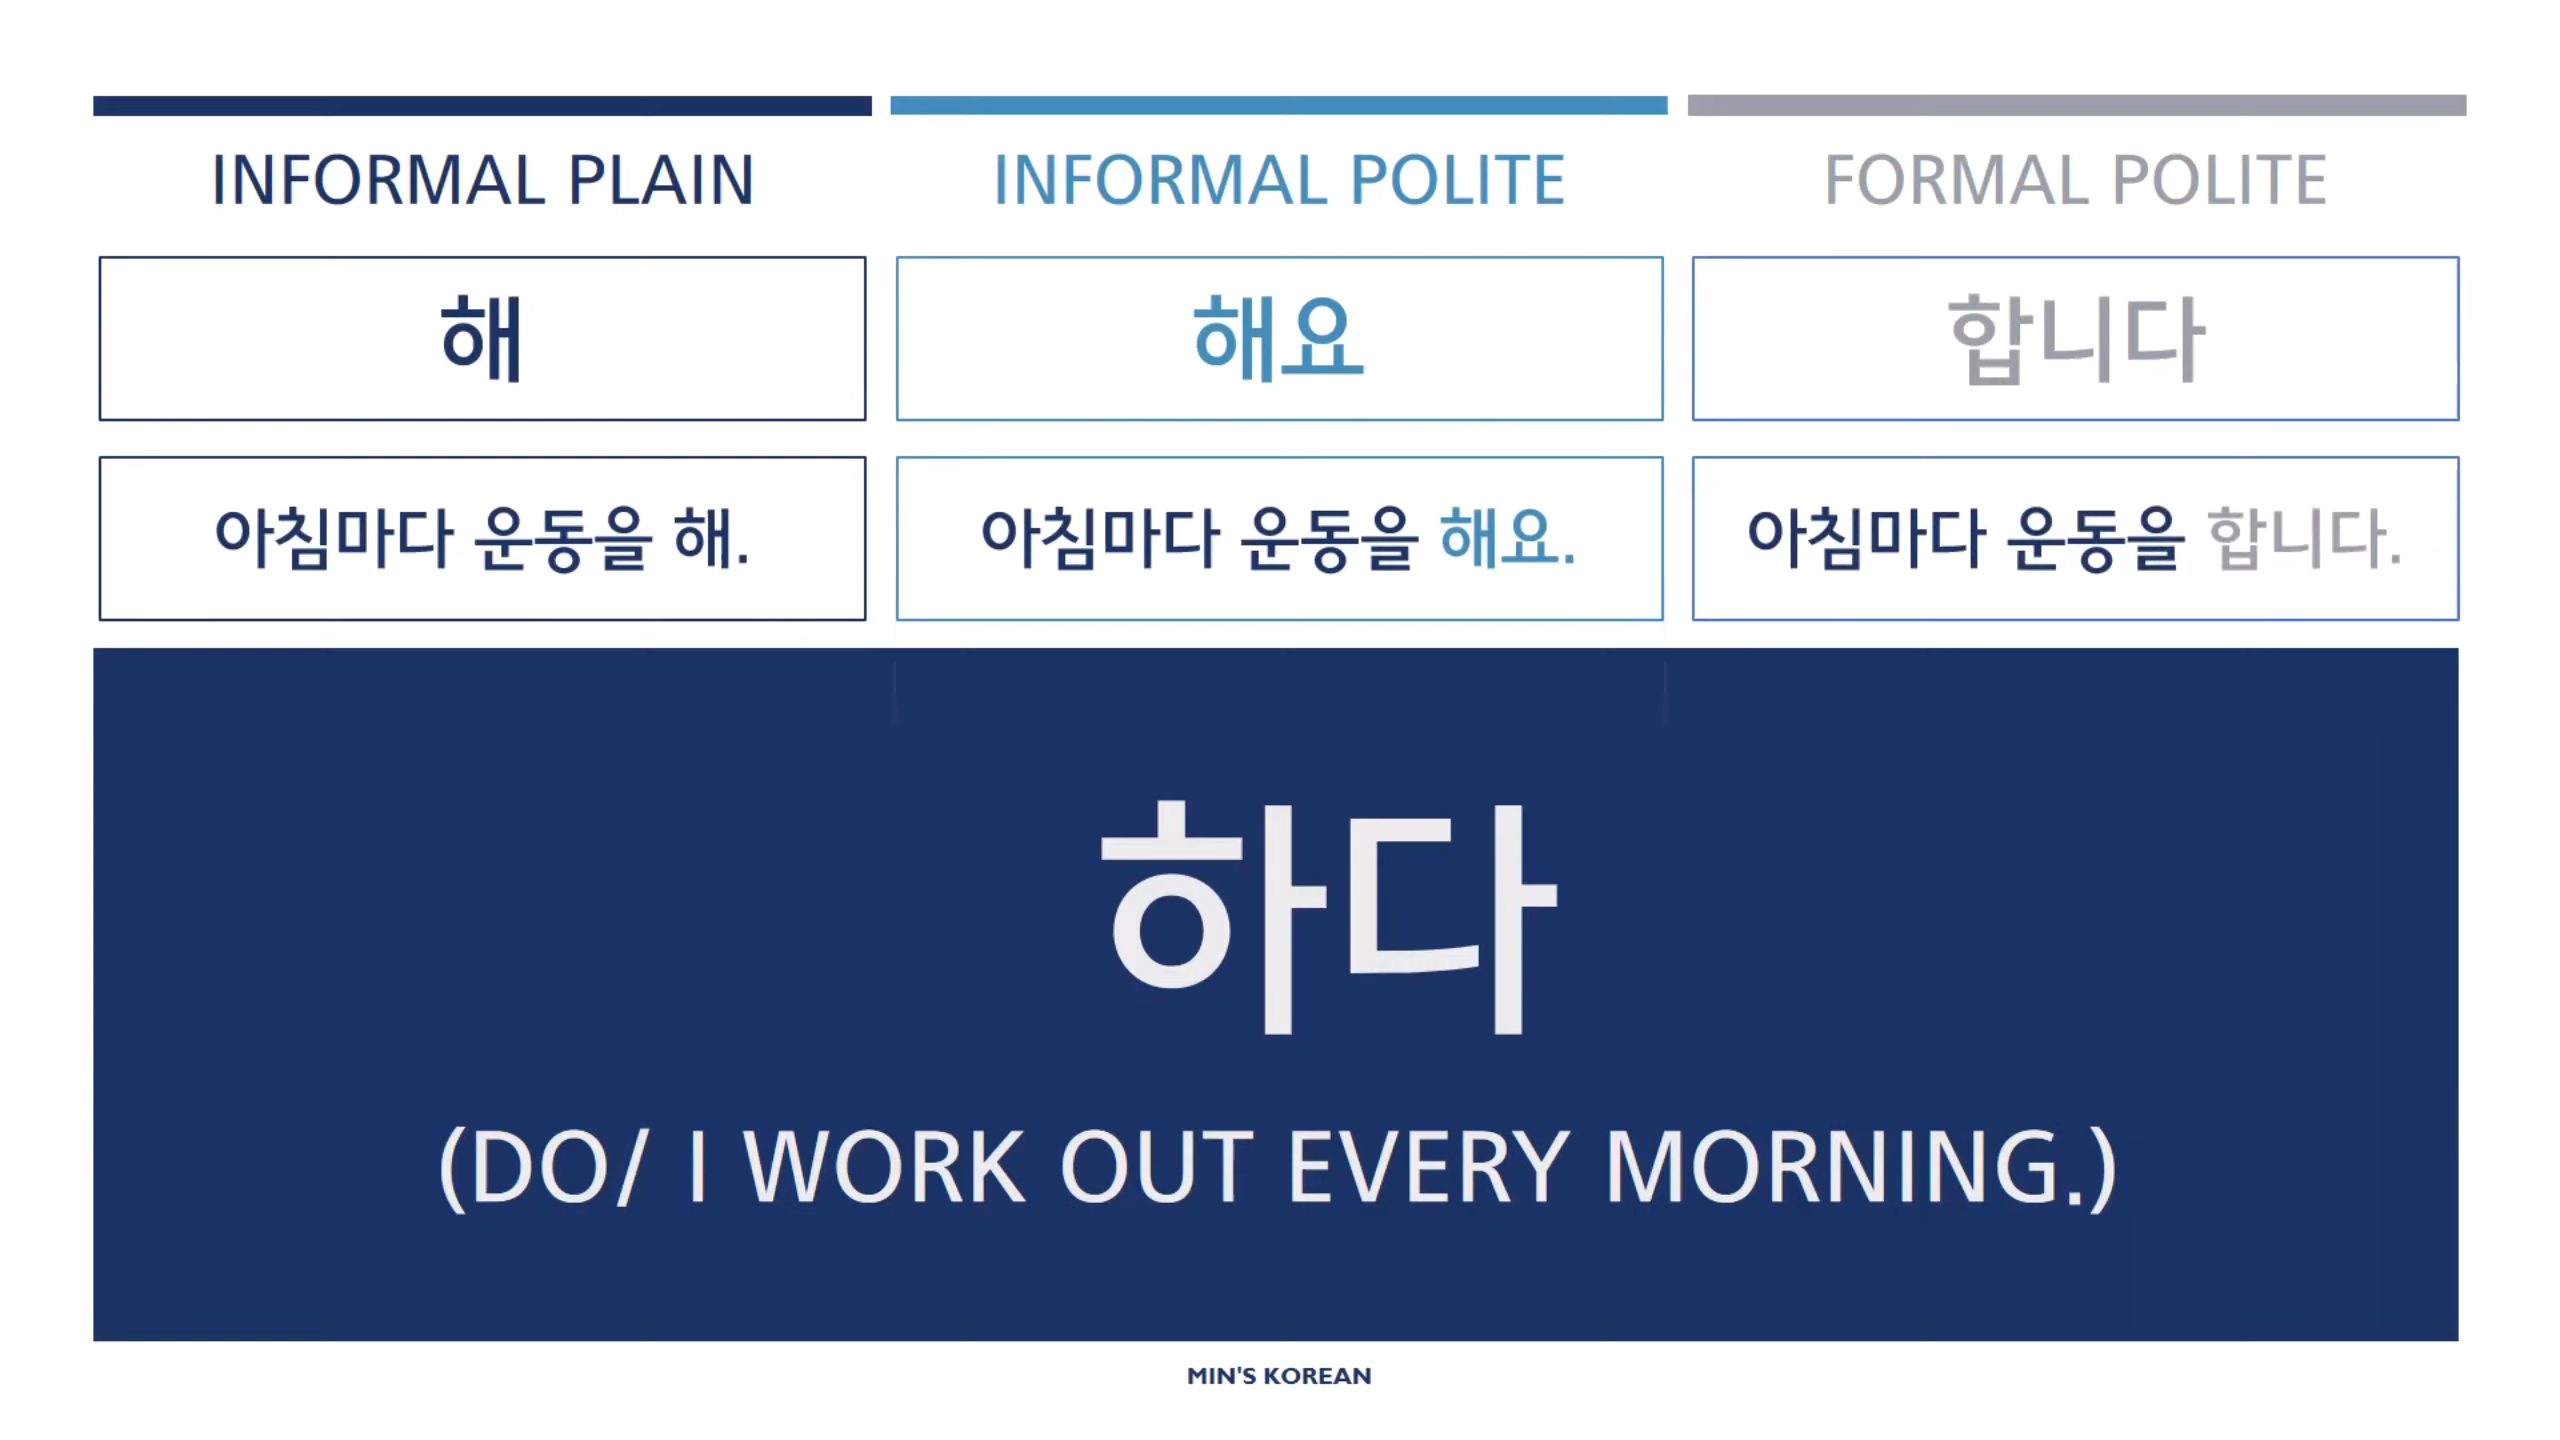 INFORMAL PLAIN
INFORMAL POLITE
FORMAL POLITE
해
해요
합니다
아침마다 운동을 해.
아침마다 운동을 해요.
아침마다 운동을 합니다.
하다
(DO/ I WORK OUT EVERY MORNING.)
MIN'S KOREAN